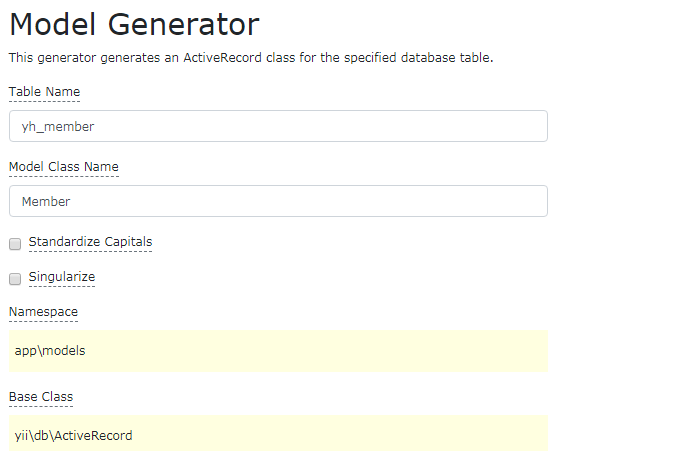 Model Generator
This generator generates an ActiveRecord class for the specified database table.
Table Name
yh_member
Model Class Name
Member
Standardize Capitals
Singularize
Namespace
app\models
Base Class
yii\db\ActiveRecord